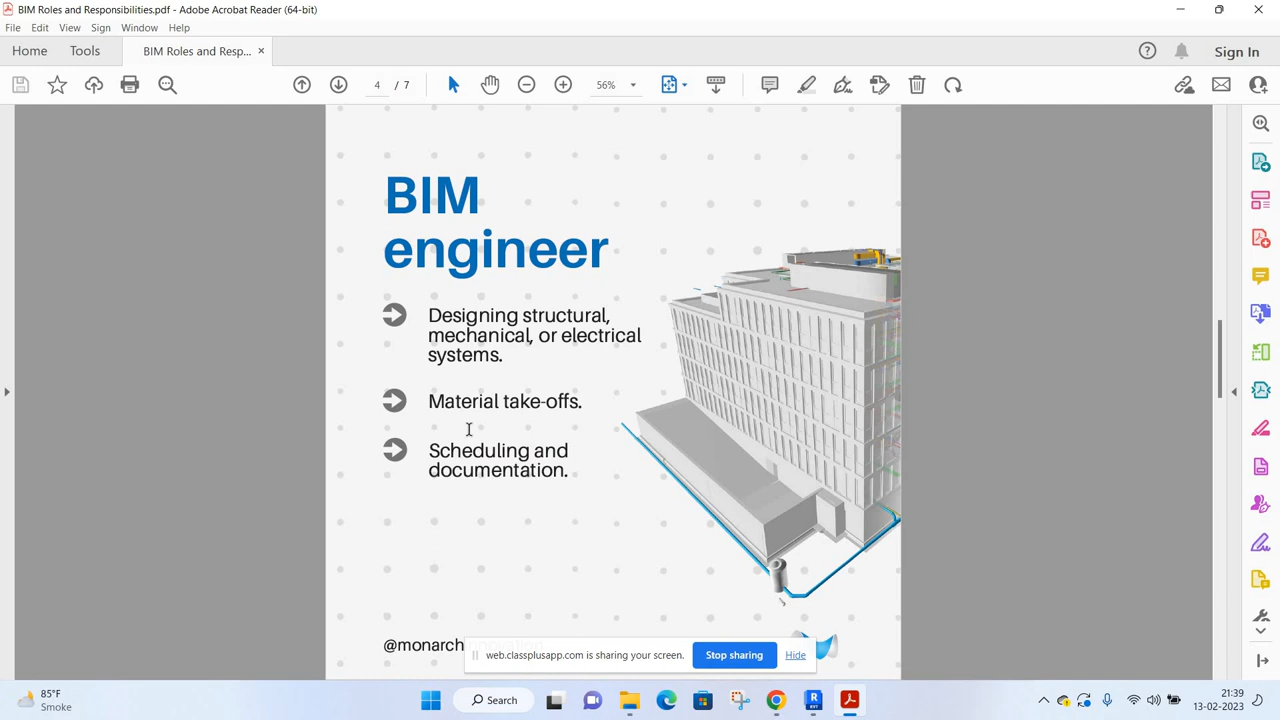 BIM Roles and Responsibilities.pdf - Adobe Acrobat Reader (64-bit)
File Edit View Sign Window Help
Home Tools BIM Roles and Resp... × Sign In
4 / 7 56%
BIM
engineer
Designing structural,
mechanical, or electrical
systems.
Material take-offs.
Scheduling and
documentation.
@monarch
web.classplusapp.com is sharing your screen. Stop sharing Hide
85°F
Smoke
Search
21:39
13-02-2023